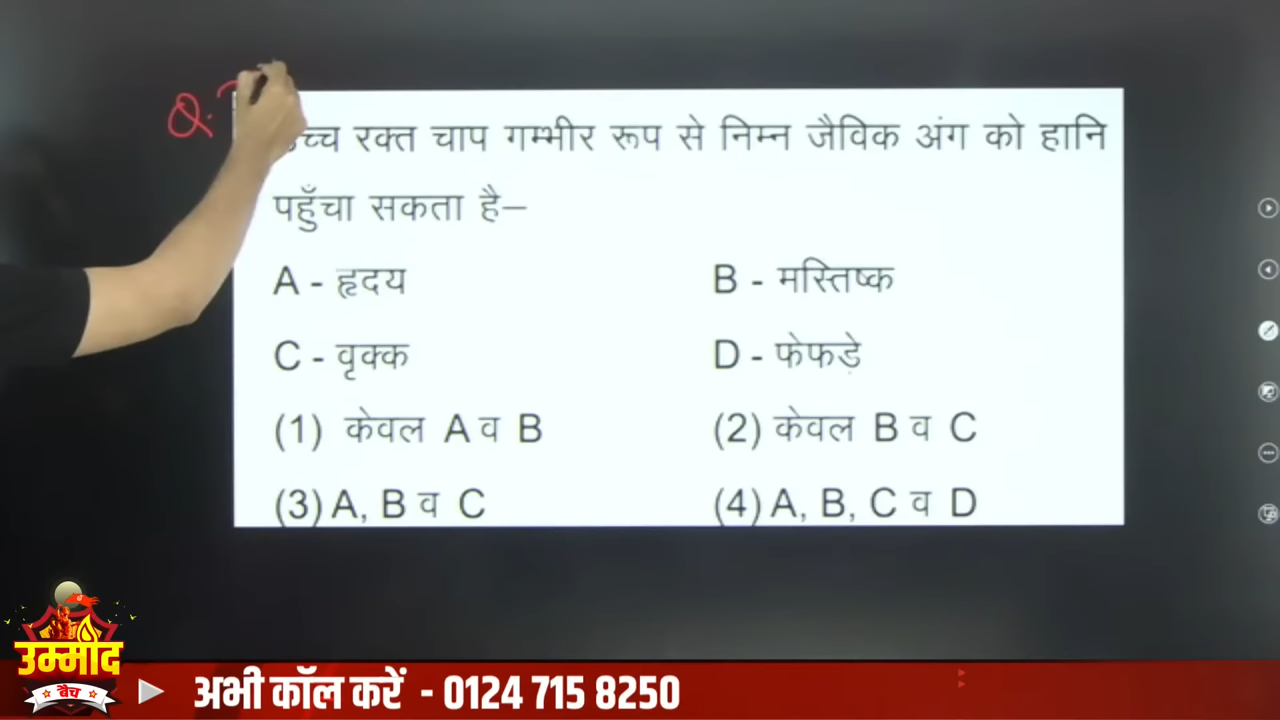 Q.
रक्त चाप गम्भीर रूप से निम्न जैविक अंग को हानि
पहुँचा सकता है–
A - हृदय B - मस्तिष्क
C - वृक्क D - फेफड़े
(1) केवल A व B (2) केवल B व C
(3) A, B व C (4) A, B, C व D
उम्मीद
बैच
अभी कॉल करें - 0124 715 8250